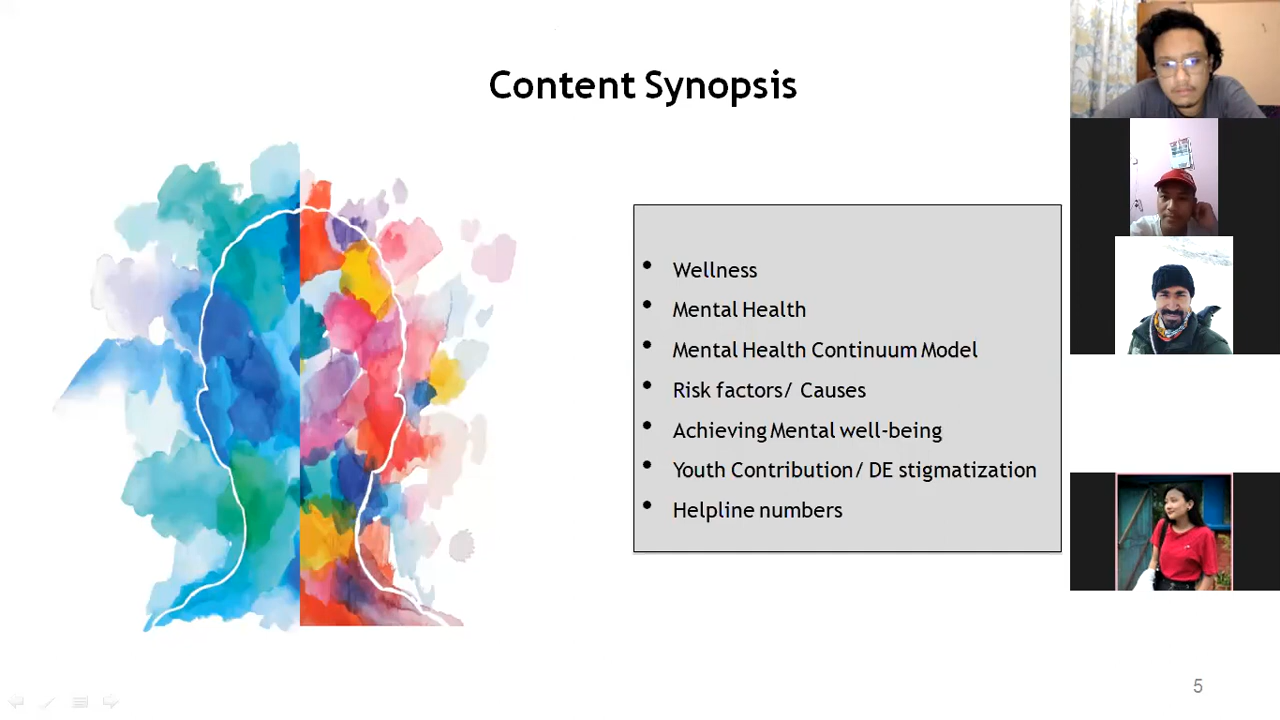 Content Synopsis
• Wellness
• Mental Health
• Mental Health Continuum Model
• Risk factors/ Causes
• Achieving Mental well-being
• Youth Contribution/ DE stigmatization
• Helpline numbers
5